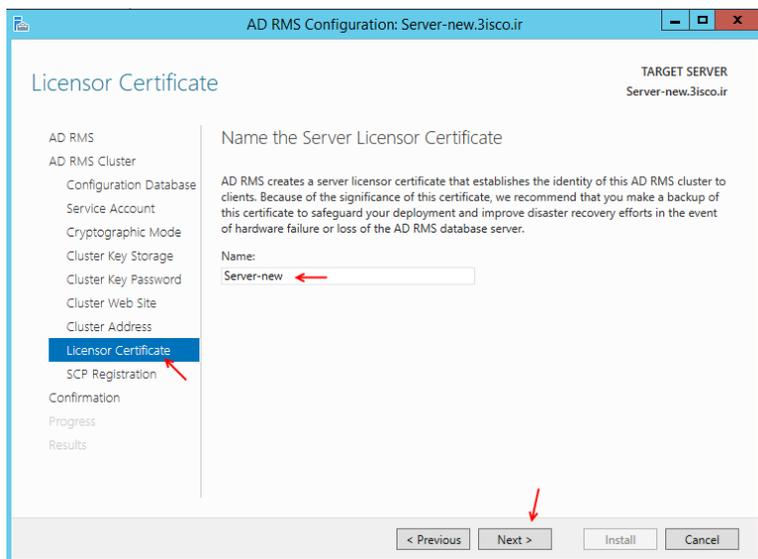 AD RMS Configuration: Server-new.3isco.ir
Licensor Certificate
TARGET SERVER
Server-new.3isco.ir
AD RMS
AD RMS Cluster
Configuration Database
Service Account
Cryptographic Mode
Cluster Key Storage
Cluster Key Password
Cluster Web Site
Cluster Address
Licensor Certificate
SCP Registration
Confirmation
Progress
Results
Name the Server Licensor Certificate
AD RMS creates a server licensor certificate that establishes the identity of this AD RMS cluster to
clients. Because of the significance of this certificate, we recommend that you make a backup of
this certificate to safeguard your deployment and improve disaster recovery efforts in the event
of hardware failure or loss of the AD RMS database server.
Name:
Server-new
< Previous
Next >
Install
Cancel